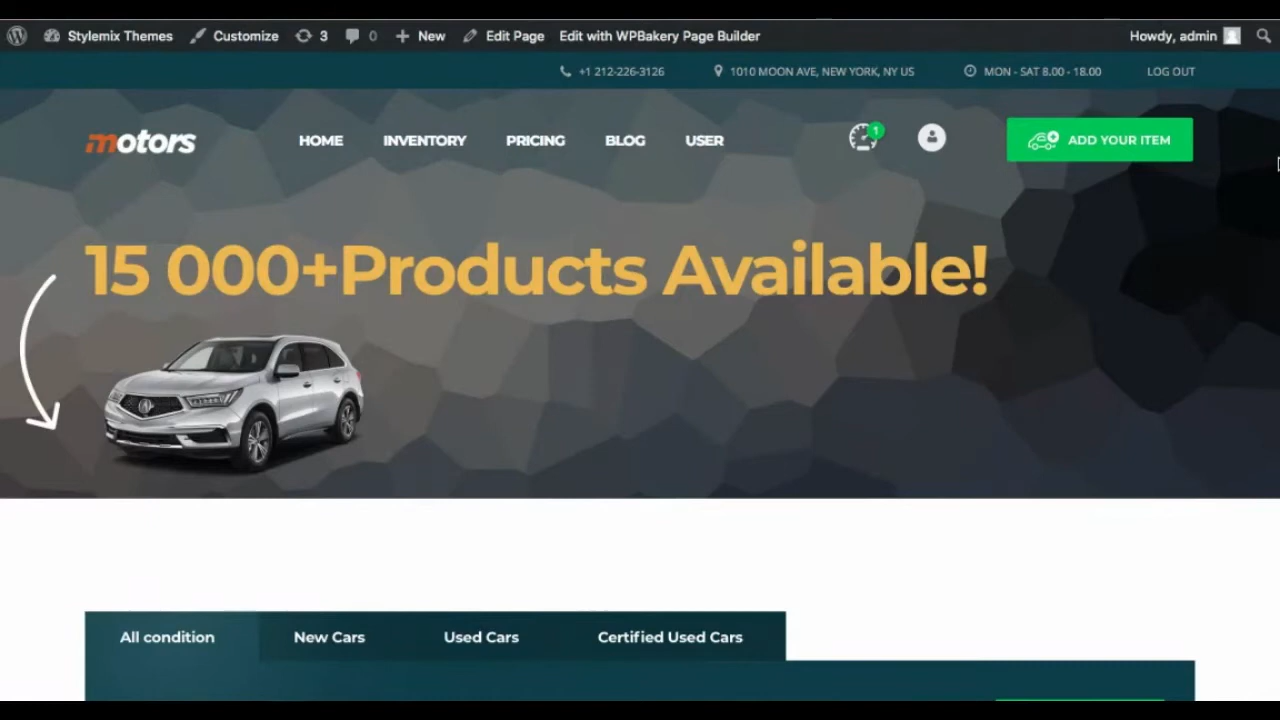 Stylemix Themes Customize 3 0 New Edit Page Edit with WPBakery Page Builder Howdy, admin
+1 212-226-3126 1010 MOON AVE, NEW YORK, NY US MON - SAT 8.00 - 18.00 LOG OUT
motors HOME INVENTORY PRICING BLOG USER 1 ADD YOUR ITEM
15 000+Products Available!
All condition New Cars Used Cars Certified Used Cars